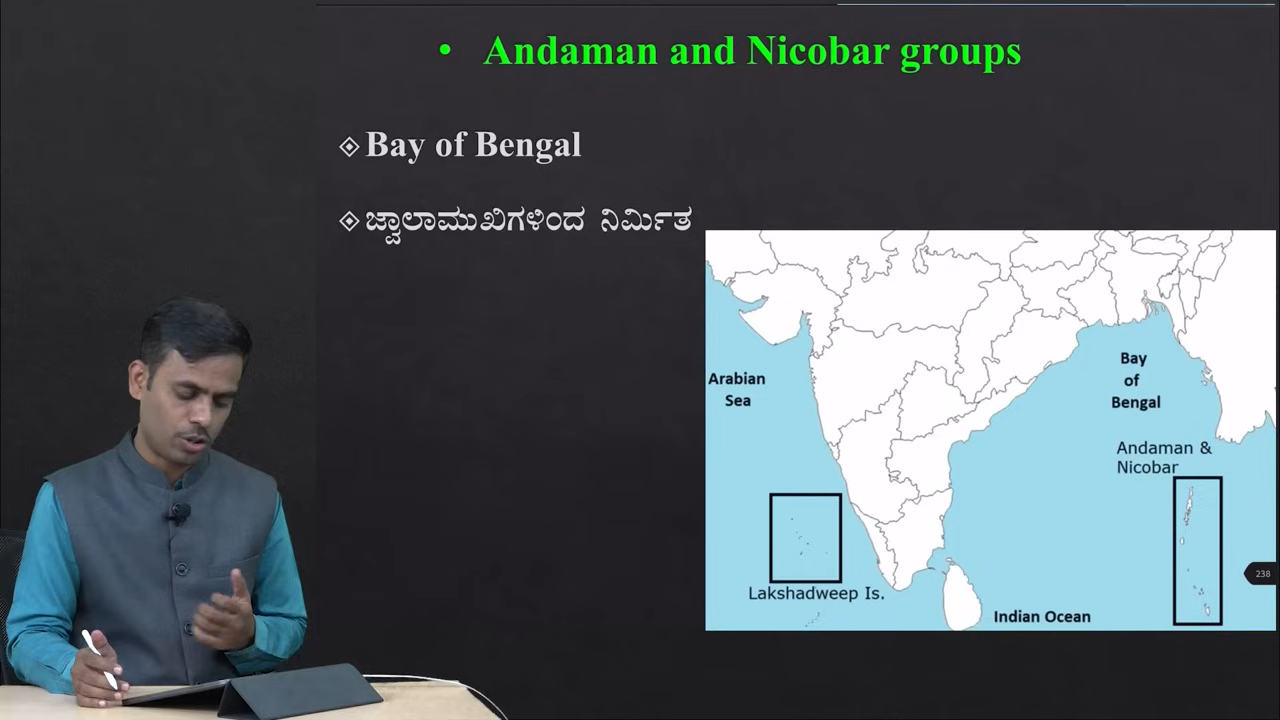 • Andaman and Nicobar groups
Bay of Bengal
ಜ್ವಾಲಾಮುಖಿಗಳಿಂದ ನಿರ್ಮಿತ
Arabian
Sea
Bay
of
Bengal
Andaman &
Nicobar
Lakshadweep Is.
Indian Ocean
238